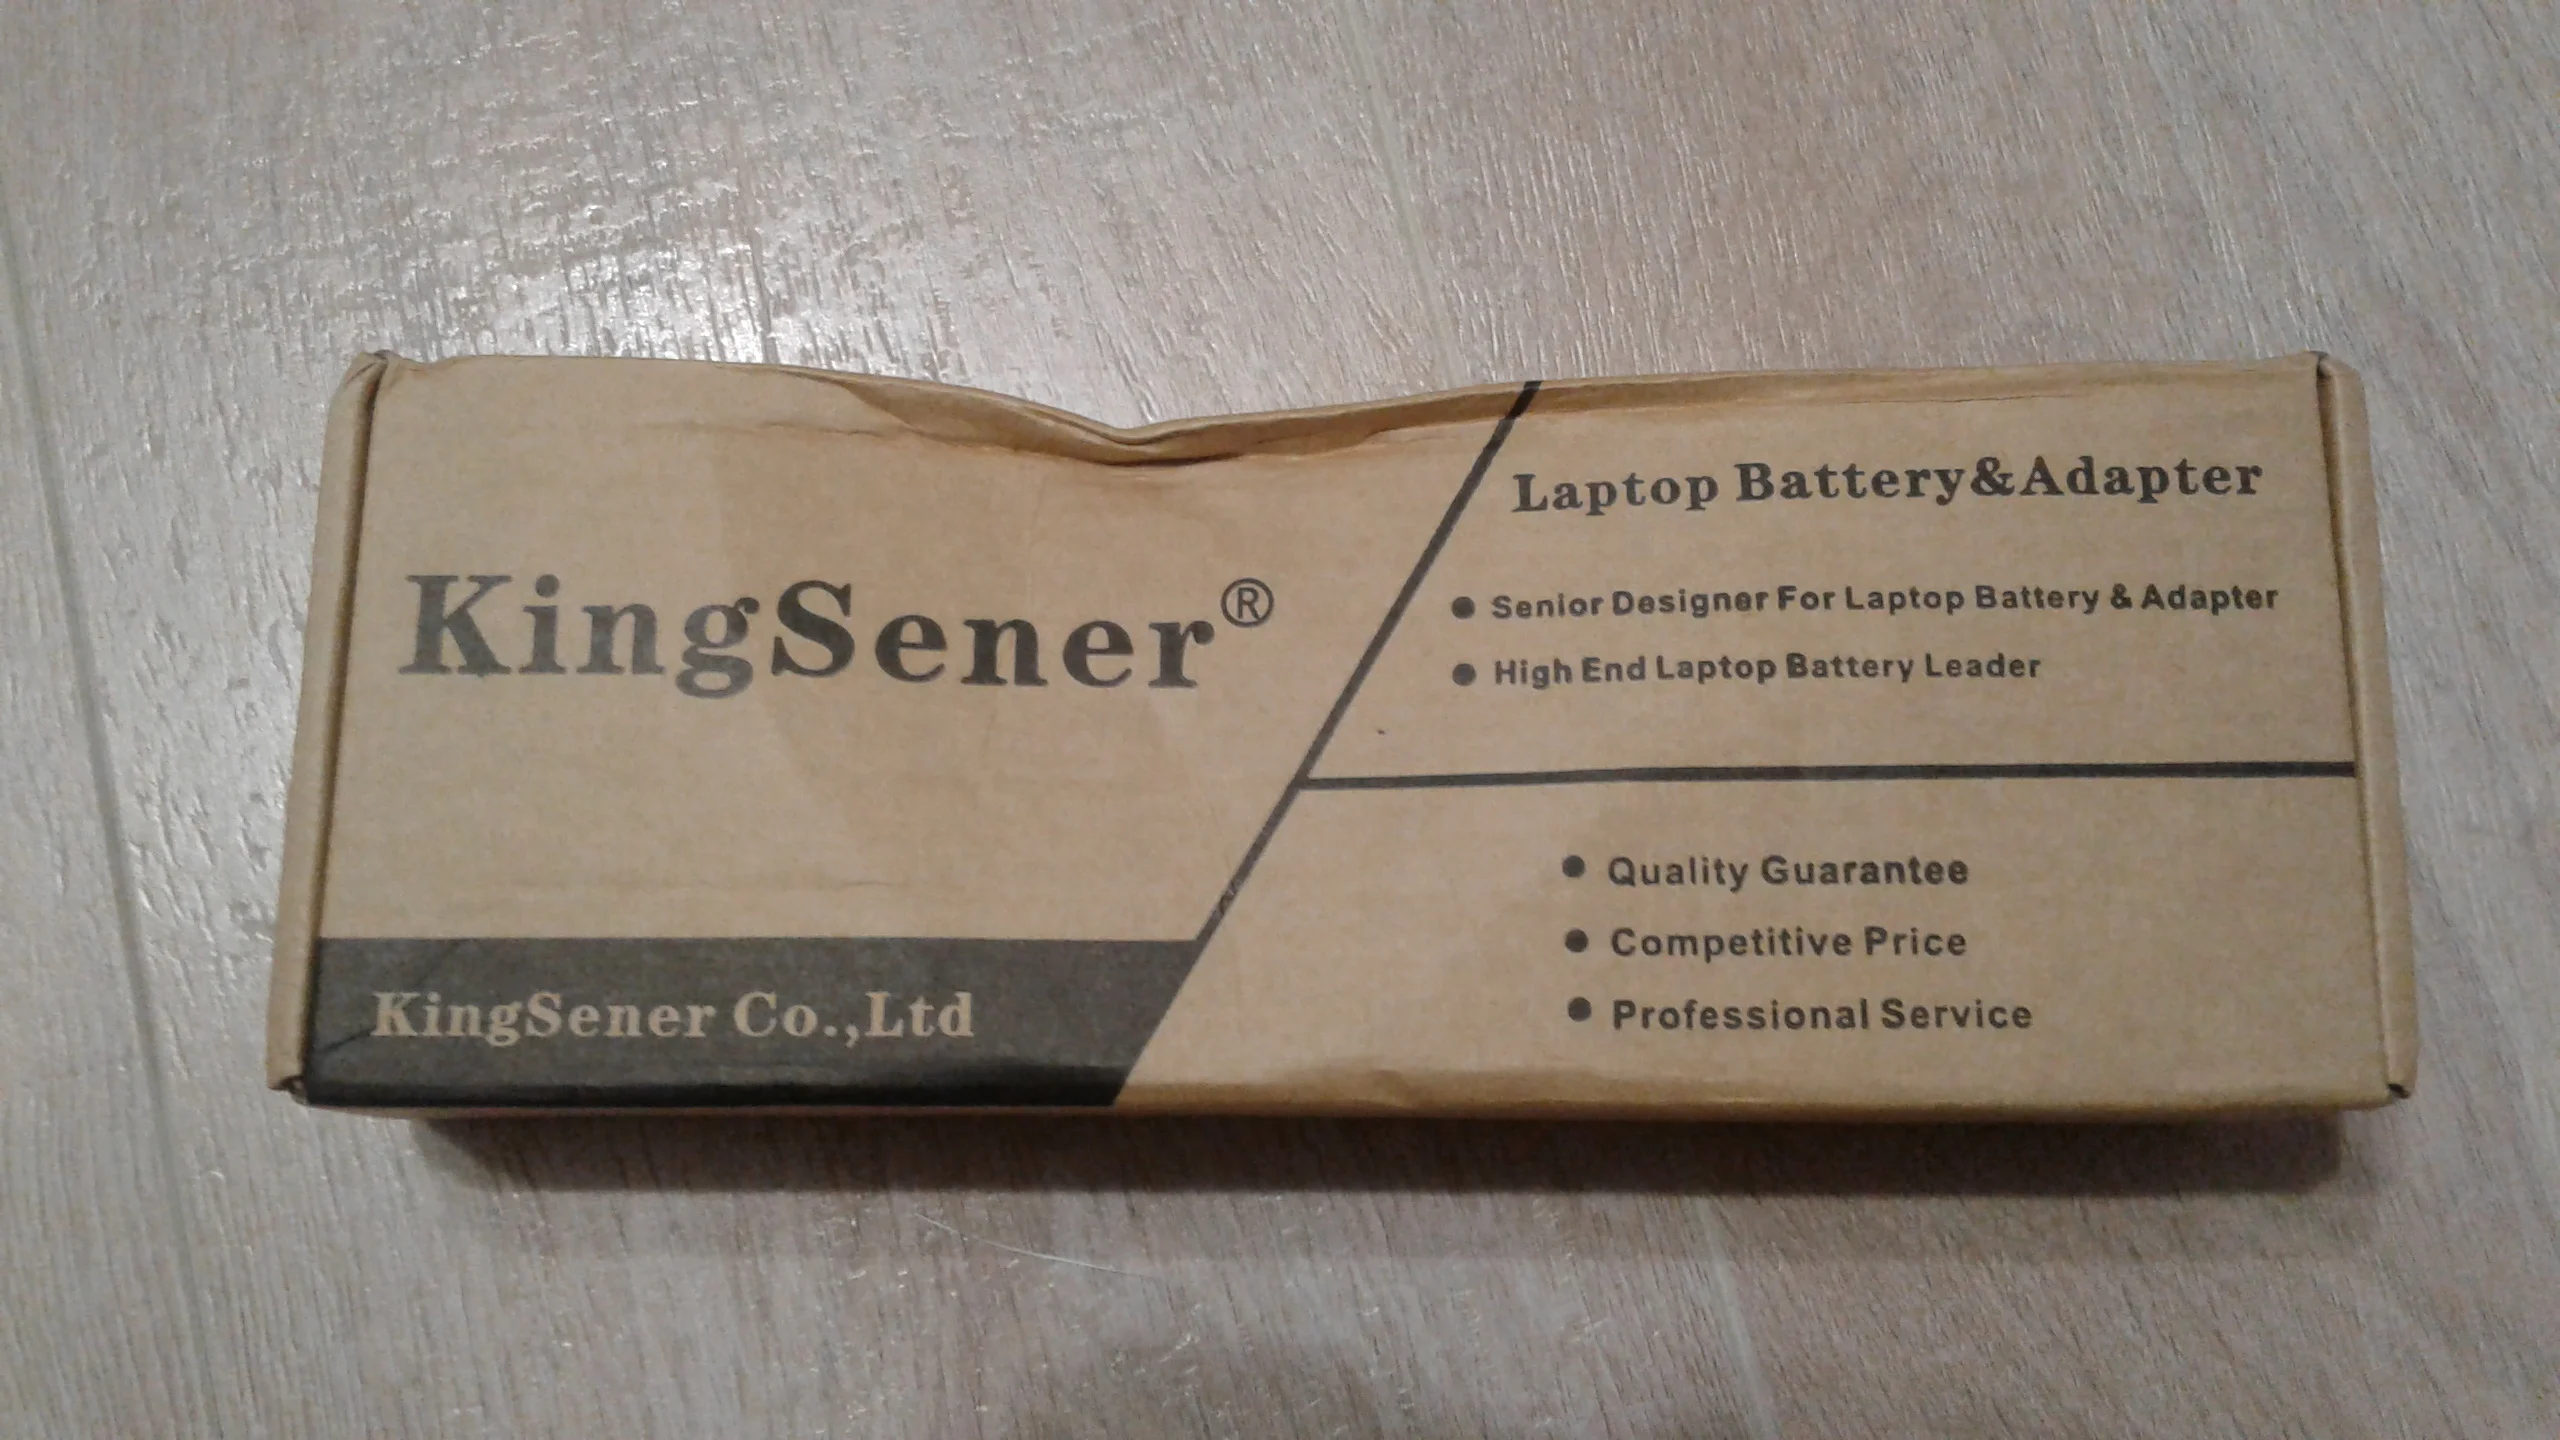 KingSener®
KingSener Co.,Ltd
Laptop Battery&Adapter
● Senior Designer For Laptop Battery & Adapter
● High End Laptop Battery Leader
● Quality Guarantee
● Competitive Price
● Professional Service